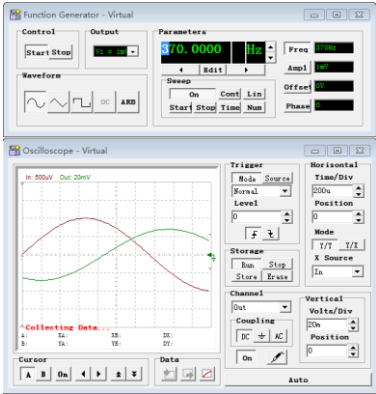 Function Generator - Virtual
Control
Output
Parameters
Start Stop
Vi = 1mV
370.0000 Hz
Freq 370Hz
Edit
Ampl 1mV
Waveform
Sweep
On Cont Lin
Offset 0V
DC ARB
Start Stop Time Num
Phase 0
Oscilloscope - Virtual
In: 500uV Out: 20mV
Trigger
Horisontal
Mode Source
Time/Div
Normal
200u
Level
Position
0
0
Mode
Y/T Y/X
Storage
X Source
Run Stop
In
Store Erase
Channel
Vertical
Out
Volts/Div
Coupling
20m
DC AC
Position
On
0
Collecting Data...
A: XA: XB: DX:
B: YA: YB: DY:
Cursor
Data
A B On
Auto